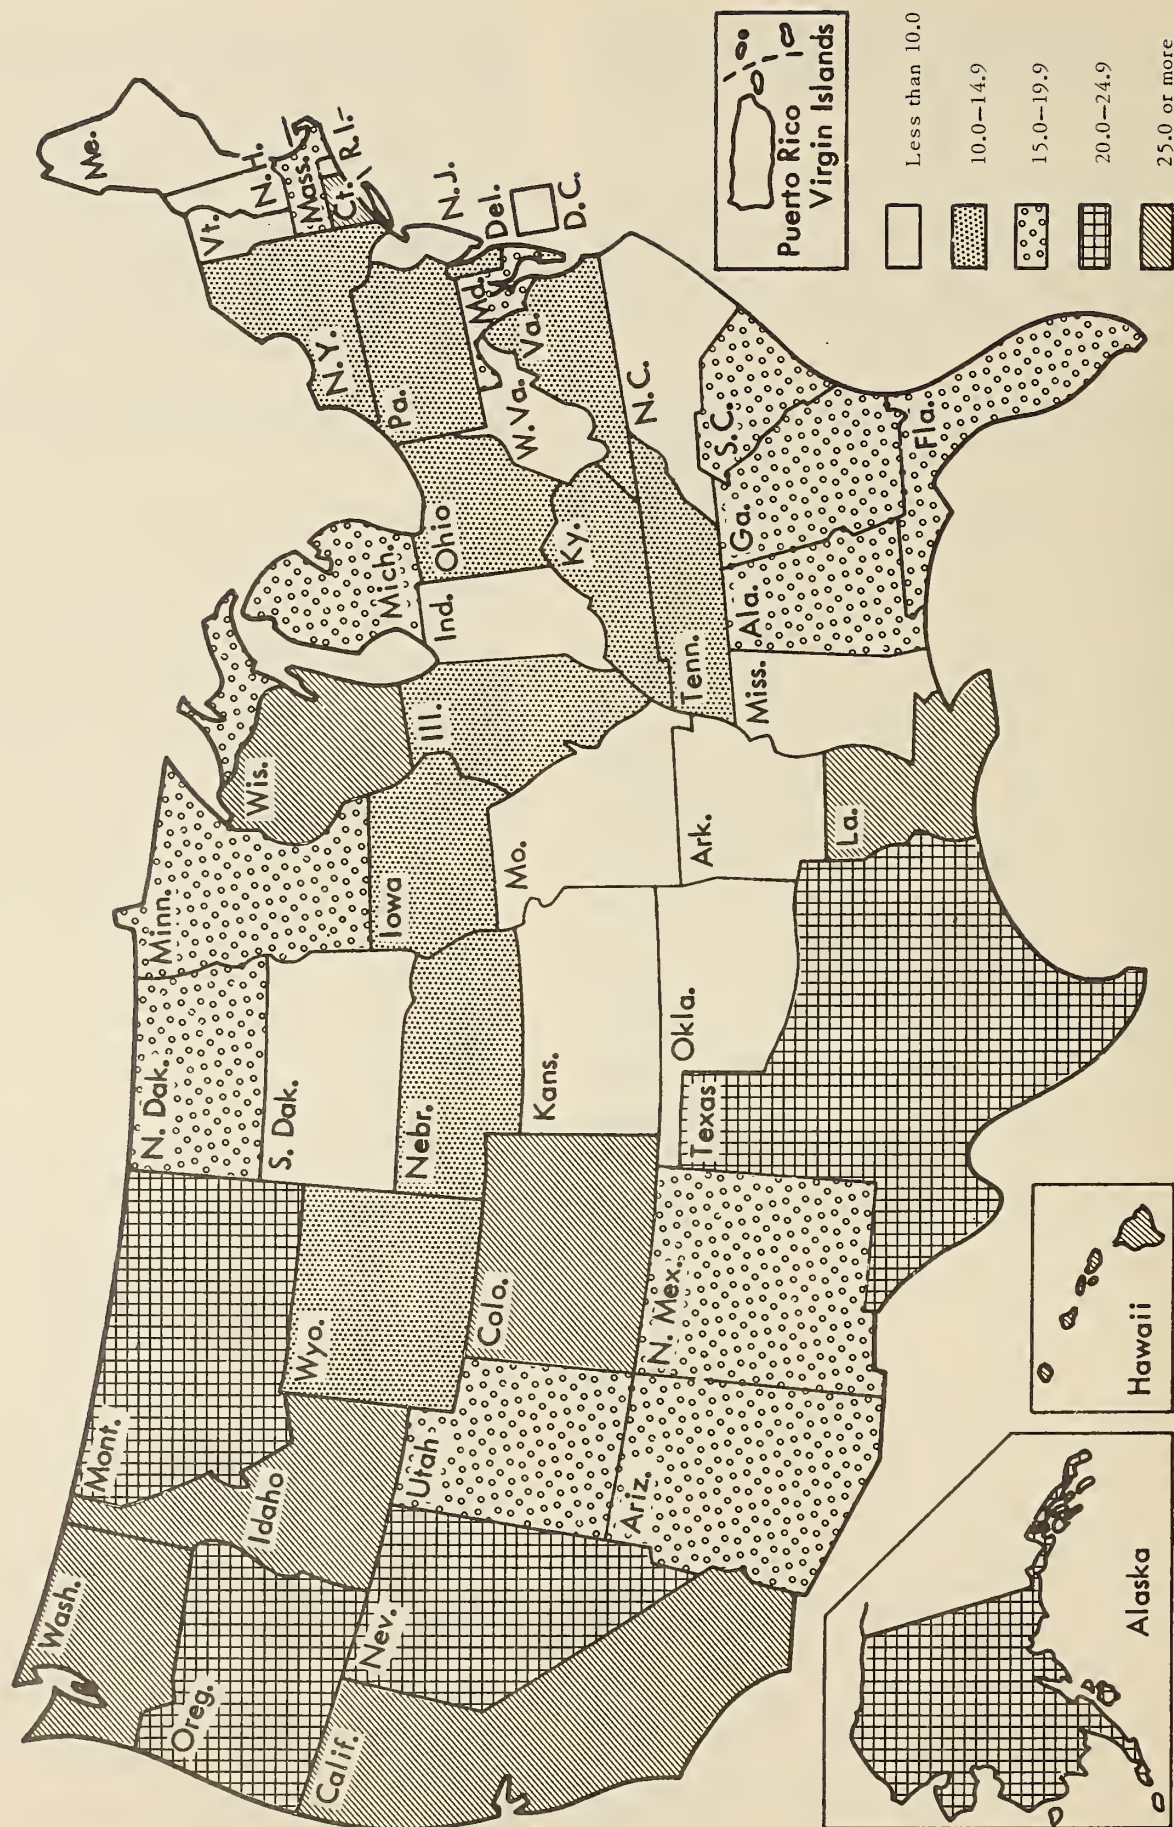 Wash.
Mont.
N. Dak.
Minn.
Oreg.
Idaho
Wyo.
S. Dak.
Wis.
Mich.
Me.
Vt.
N. H.
Mass.
R. I.
Ct.
N.Y.
Calif.
Nev.
Utah
Colo.
Nebr.
Iowa
Ill.
Ind.
Ohio
Pa.
N.J.
Del.
Md.
D.C.
W.Va.
Va.
Kans.
Mo.
Ky.
N.C.
Tenn.
Ariz.
N. Mex.
Okla.
Ark.
S.C.
Texas
La.
Miss.
Ala.
Ga.
Fla.
Alaska
Hawaii
Puerto Rico
Virgin Islands
Less than 10.0
10.0–14.9
15.0–19.9
20.0–24.9
25.0 or more